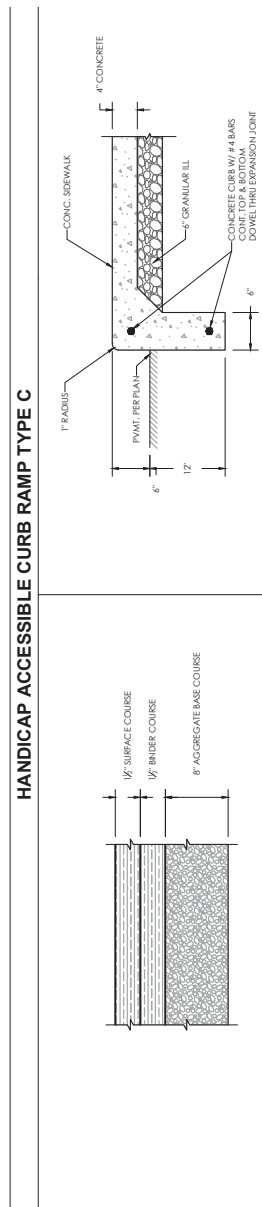 HANDICAP ACCESSIBLE CURB RAMP TYPE C
1½" SURFACE COURSE
1½" BINDER COURSE
8" AGGREGATE BASE COURSE
1" RADIUS
CONC. SIDEWALK
4" CONCRETE
PVMT. PER PLAN
6" GRANULAR ILL
6"
12"
CONCRETE CURB W/ # 4 BARS
CONT. TOP & BOTTOM
DOWEL THRU EXPANSION JOINT
6"